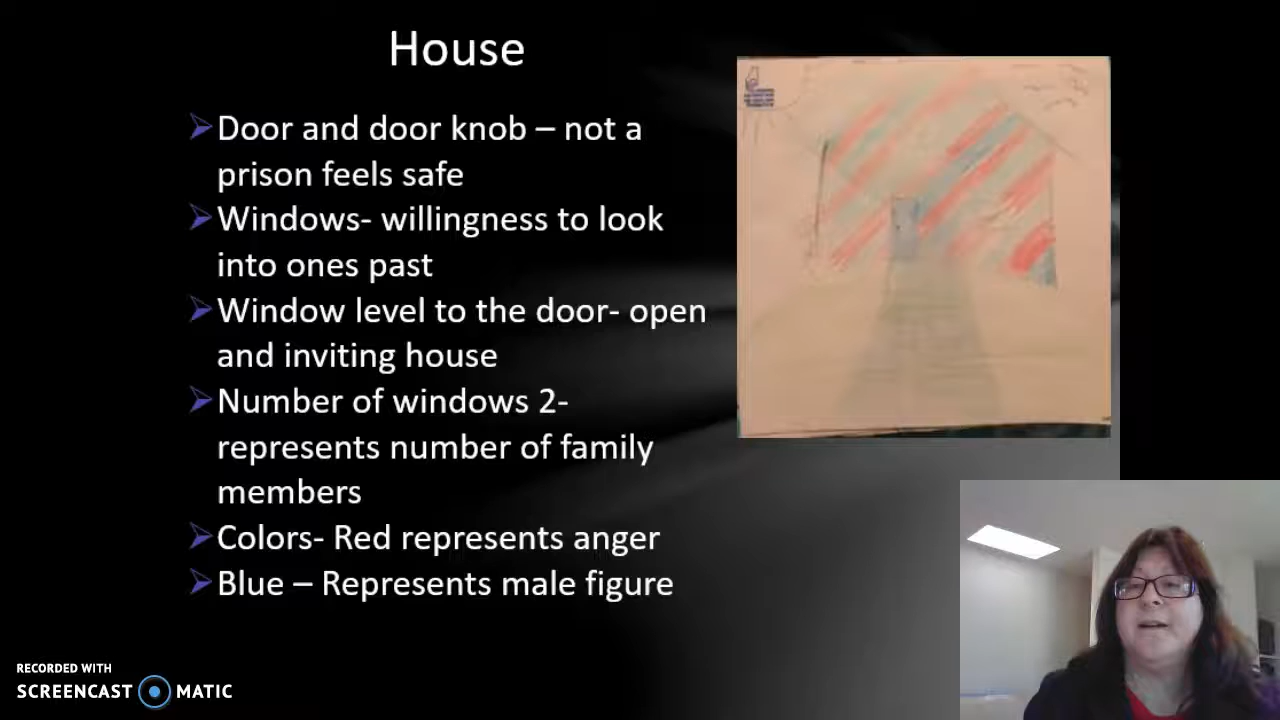 House
Door and door knob – not a
prison feels safe
Windows- willingness to look
into ones past
Window level to the door- open
and inviting house
Number of windows 2-
represents number of family
members
Colors- Red represents anger
Blue – Represents male figure
RECORDED WITH
SCREENCAST MATIC